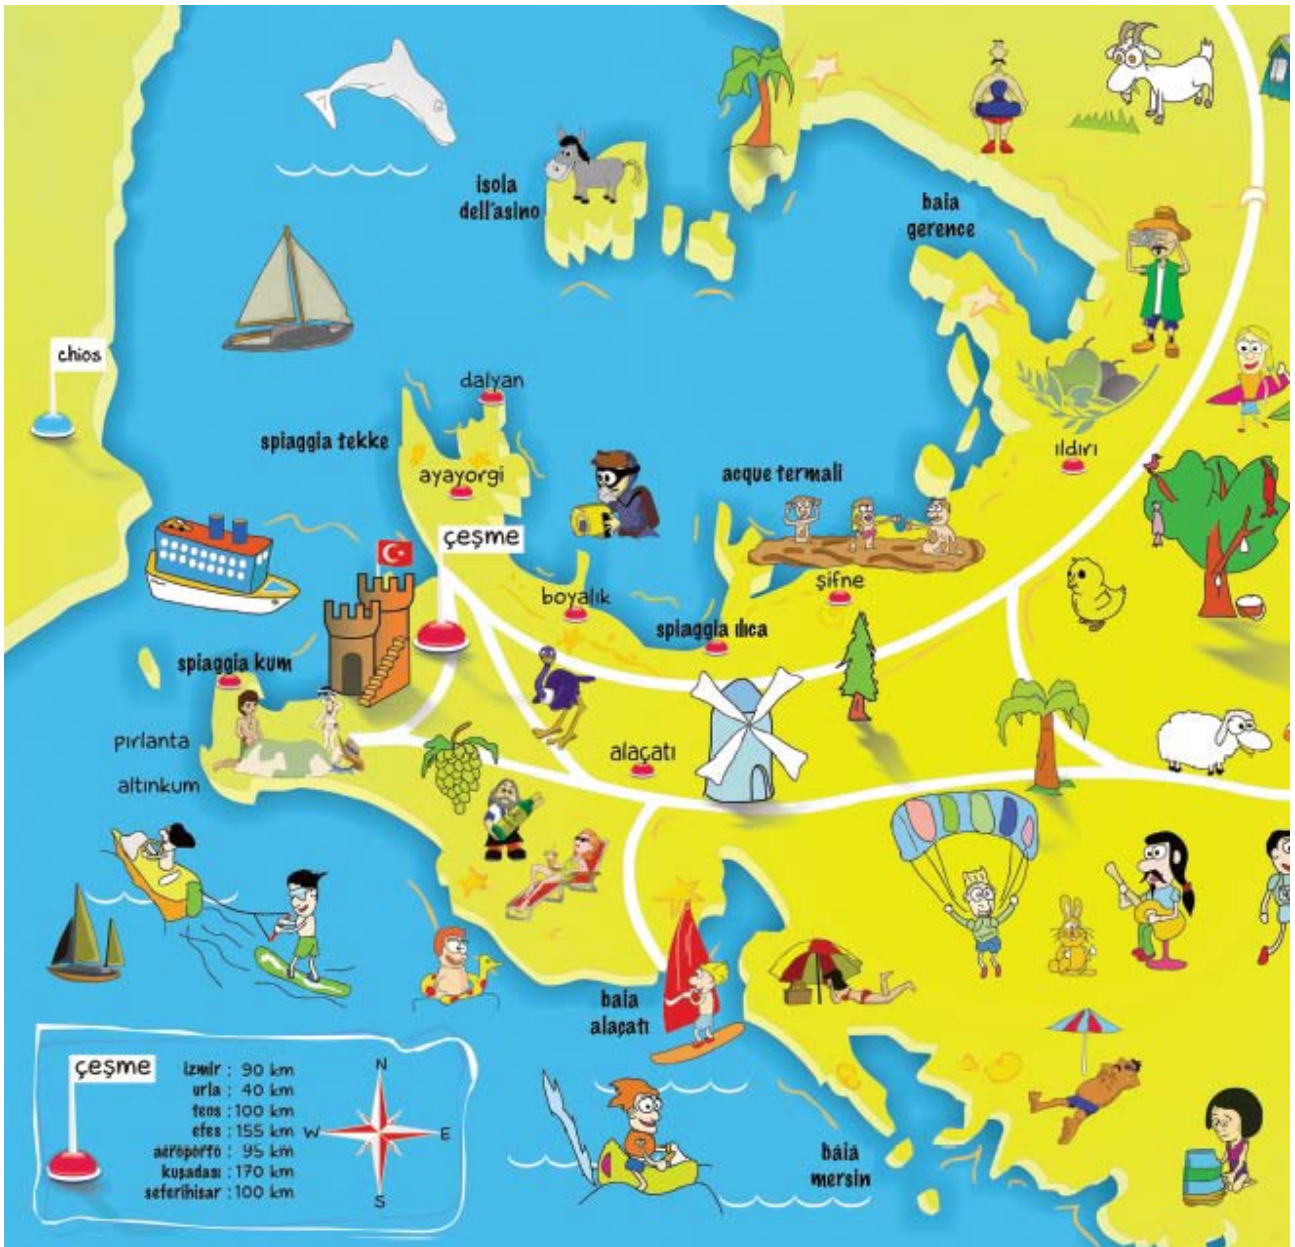 isola
dell'asino
baia
gerence
chios
dalyan
spiaggia tekke
ayayorgi
acque termali
ıldırı
çeşme
boyalık
şifne
spiaggia ılıca
spiaggia kum
pırlanta
alaçatı
altınkum
baia
alaçatı
baia
mersin
çeşme
izmir : 90 km
urla : 40 km
teos : 100 km
efes : 155 km
aeroporto : 95 km
kuşadası : 170 km
seferihisar : 100 km
N
W
E
S